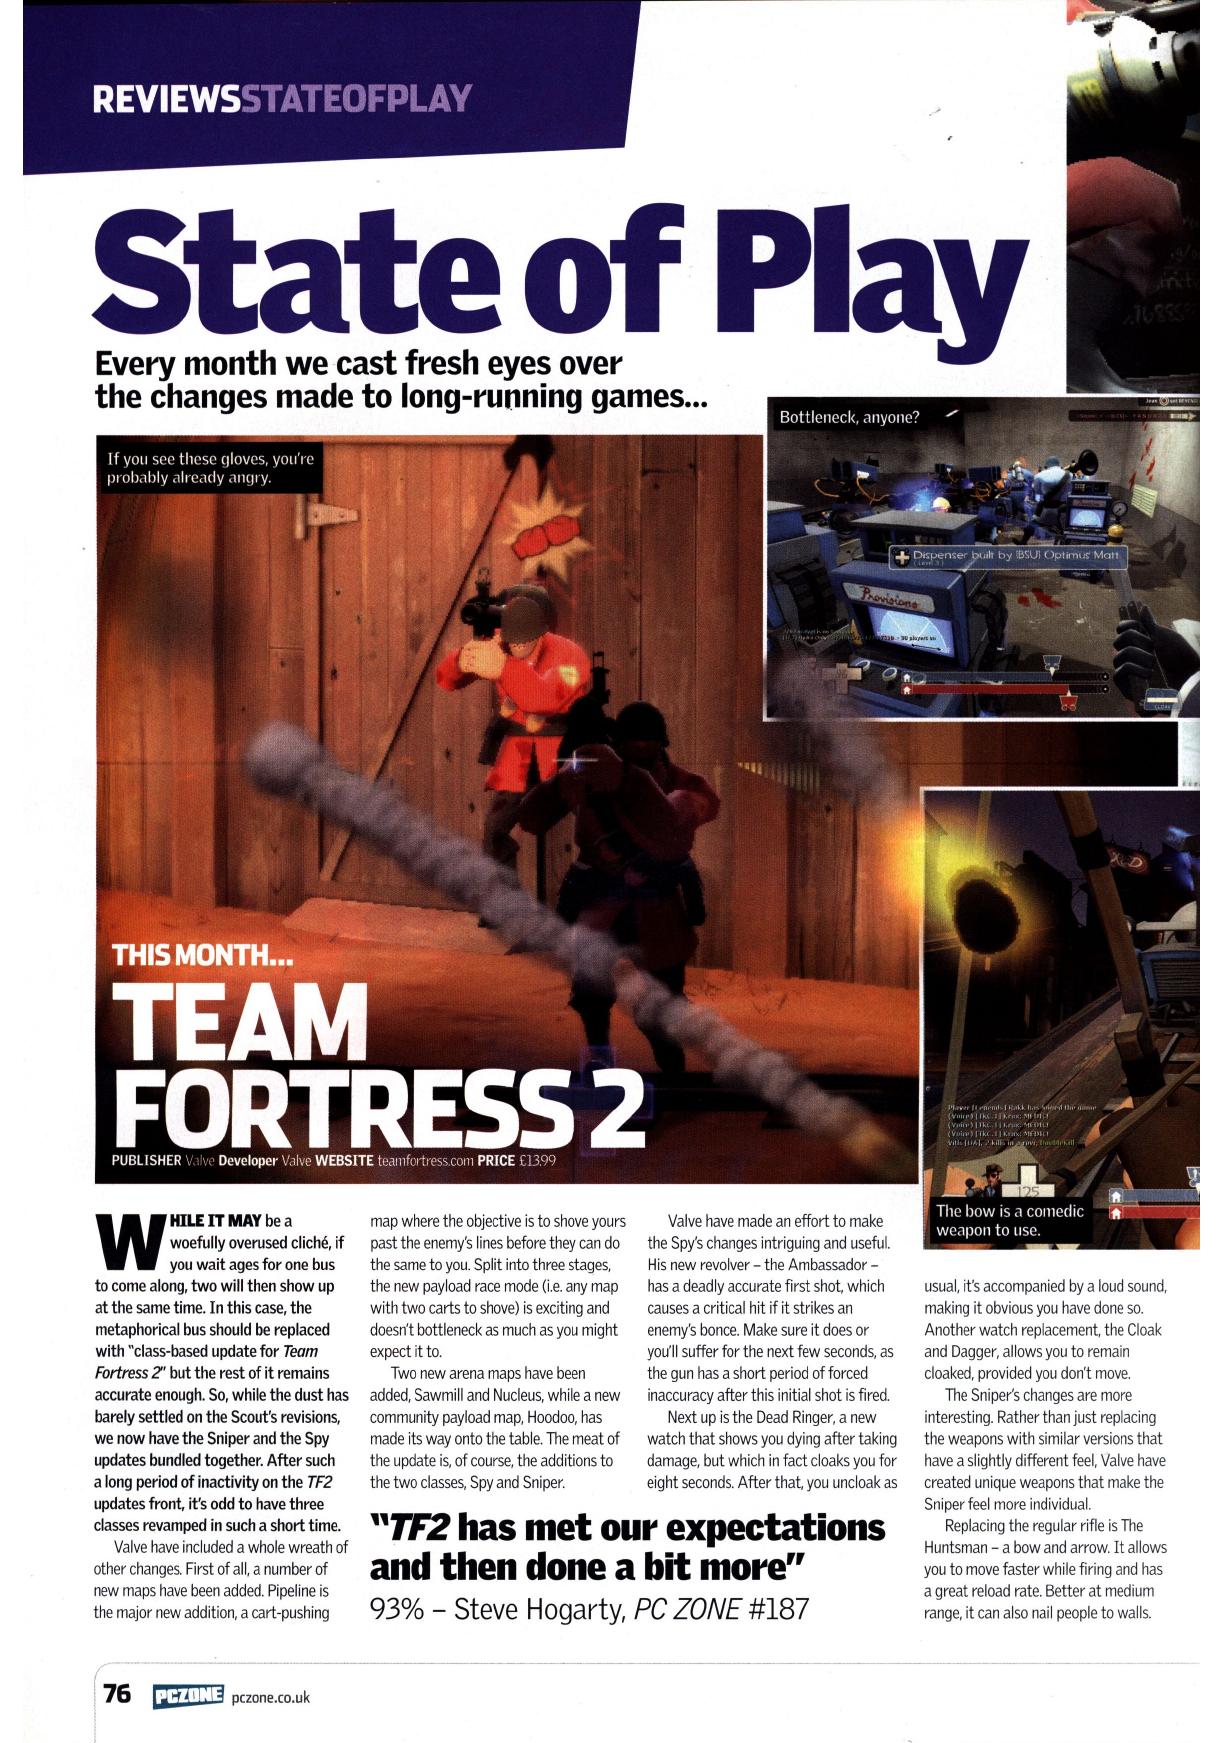 REVIEWSSTATEOFPLAY
State of Play
Every month we cast fresh eyes over
the changes made to long-running games...
If you see these gloves, you're
probably already angry.
Bottleneck, anyone?
Dispenser built by [BSU] Optimus Matt
( Level 3 )
Provisions
CLOAK
THIS MONTH...
TEAM
FORTRESS 2
PUBLISHER Valve Developer Valve WEBSITE teamfortress.com PRICE £13.99
Player [Legends] Rakk has joined the game
(Voice) [TKC.] Krux: MEDIC!
(Voice) [TKC.] Krux: MEDIC!
(Voice) [TKC.] Krux: MEDIC!
125
The bow is a comedic
weapon to use.
WHILE IT MAY be a
woefully overused cliché, if
you wait ages for one bus
to come along, two will then show up
at the same time. In this case, the
metaphorical bus should be replaced
with "class-based update for Team
Fortress 2" but the rest of it remains
accurate enough. So, while the dust has
barely settled on the Scout's revisions,
we now have the Sniper and the Spy
updates bundled together. After such
a long period of inactivity on the TF2
updates front, it's odd to have three
classes revamped in such a short time.
Valve have included a whole wreath of
other changes. First of all, a number of
new maps have been added. Pipeline is
the major new addition, a cart-pushing
map where the objective is to shove yours
past the enemy's lines before they can do
the same to you. Split into three stages,
the new payload race mode (i.e. any map
with two carts to shove) is exciting and
doesn't bottleneck as much as you might
expect it to.
Two new arena maps have been
added, Sawmill and Nucleus, while a new
community payload map, Hoodoo, has
made its way onto the table. The meat of
the update is, of course, the additions to
the two classes, Spy and Sniper.
"TF2 has met our expectations
and then done a bit more"
93% – Steve Hogarty, PC ZONE #187
Valve have made an effort to make
the Spy's changes intriguing and useful.
His new revolver – the Ambassador –
has a deadly accurate first shot, which
causes a critical hit if it strikes an
enemy's bonce. Make sure it does or
you'll suffer for the next few seconds, as
the gun has a short period of forced
inaccuracy after this initial shot is fired.
Next up is the Dead Ringer, a new
watch that shows you dying after taking
damage, but which in fact cloaks you for
eight seconds. After that, you uncloak as
usual, it's accompanied by a loud sound,
making it obvious you have done so.
Another watch replacement, the Cloak
and Dagger, allows you to remain
cloaked, provided you don't move.
The Sniper's changes are more
interesting. Rather than just replacing
the weapons with similar versions that
have a slightly different feel, Valve have
created unique weapons that make the
Sniper feel more individual.
Replacing the regular rifle is The
Huntsman – a bow and arrow. It allows
you to move faster while firing and has
a great reload rate. Better at medium
range, it can also nail people to walls.
76 PCZONE pczone.co.uk